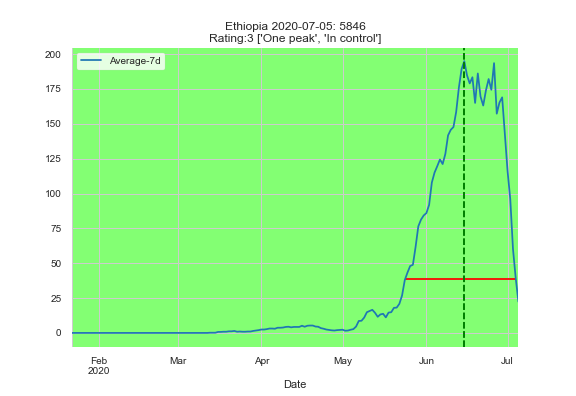 Ethiopia 2020-07-05: 5846
Rating:3 ['One peak', 'In control']
Average-7d
200
175
150
125
100
75
50
25
0
Feb
2020
Mar
Apr
May
Jun
Jul
Date